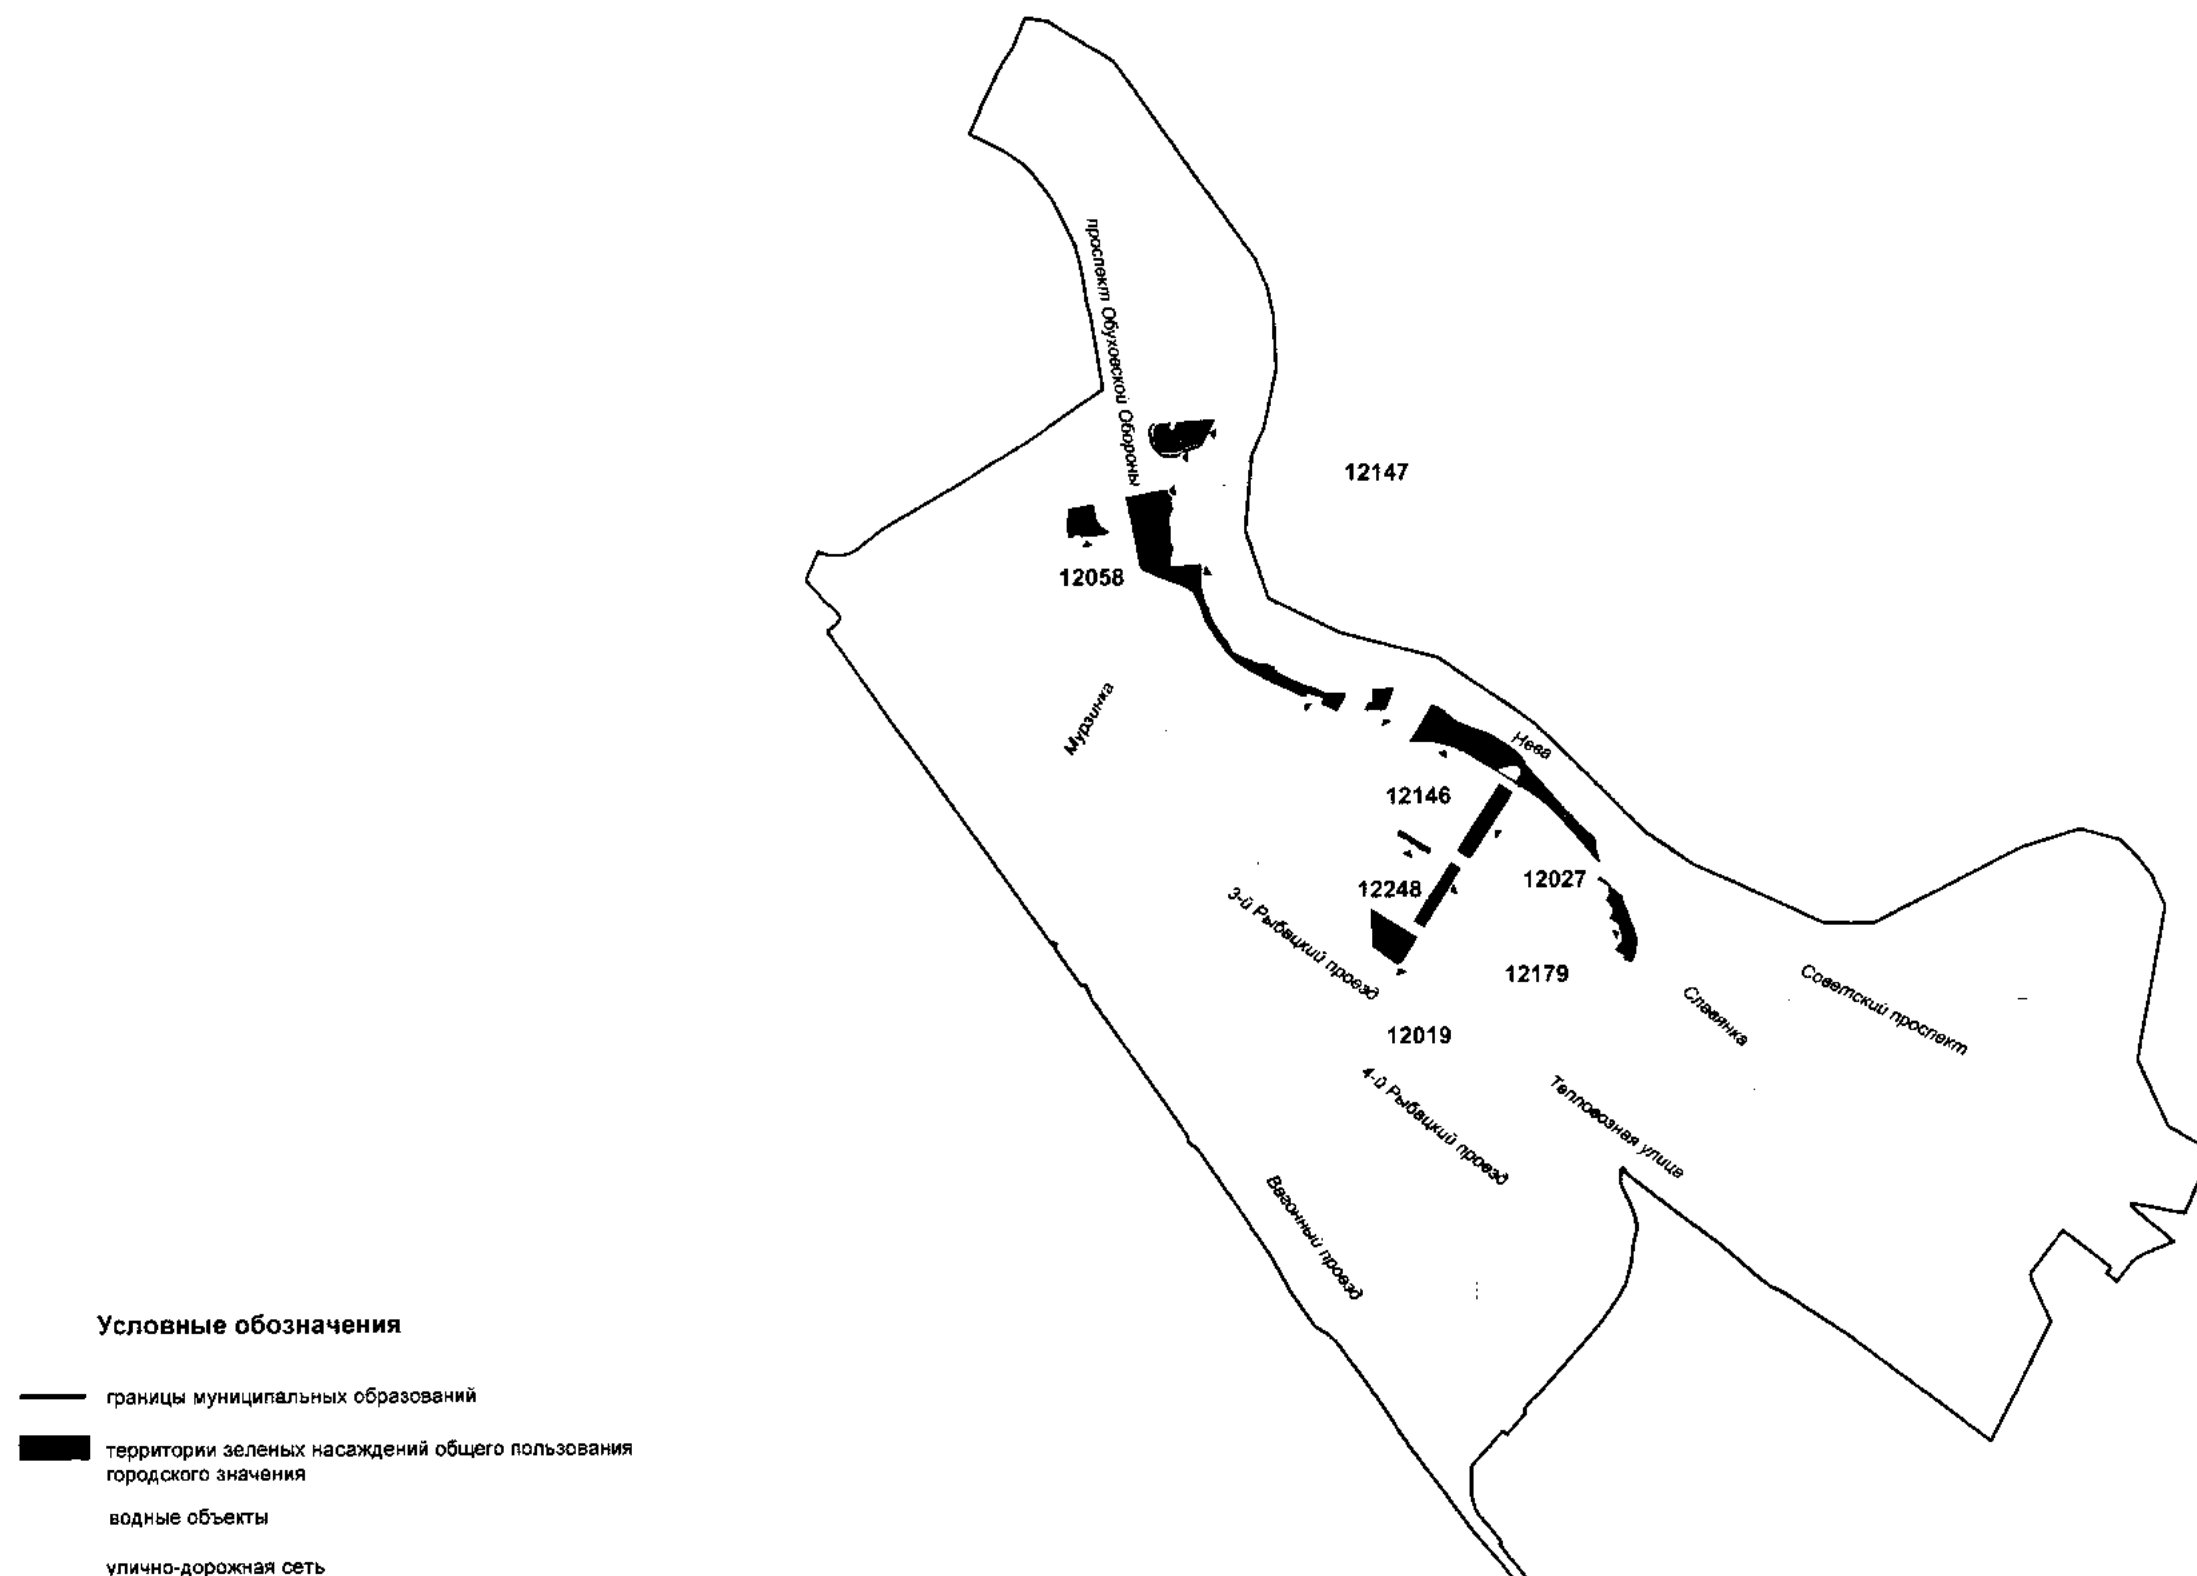 проспект Обуховской Обороны
12147
12058
Мурзинка
Нева
12146
12027
12248
3-й Рыбацкий проезд
12179
Славянка
Советский проспект
12019
4-й Рыбацкий проезд
Тепловозная улица
Вагонный проезд
Условные обозначения
границы муниципальных образований
территории зеленых насаждений общего пользования
городского значения
водные объекты
улично-дорожная сеть